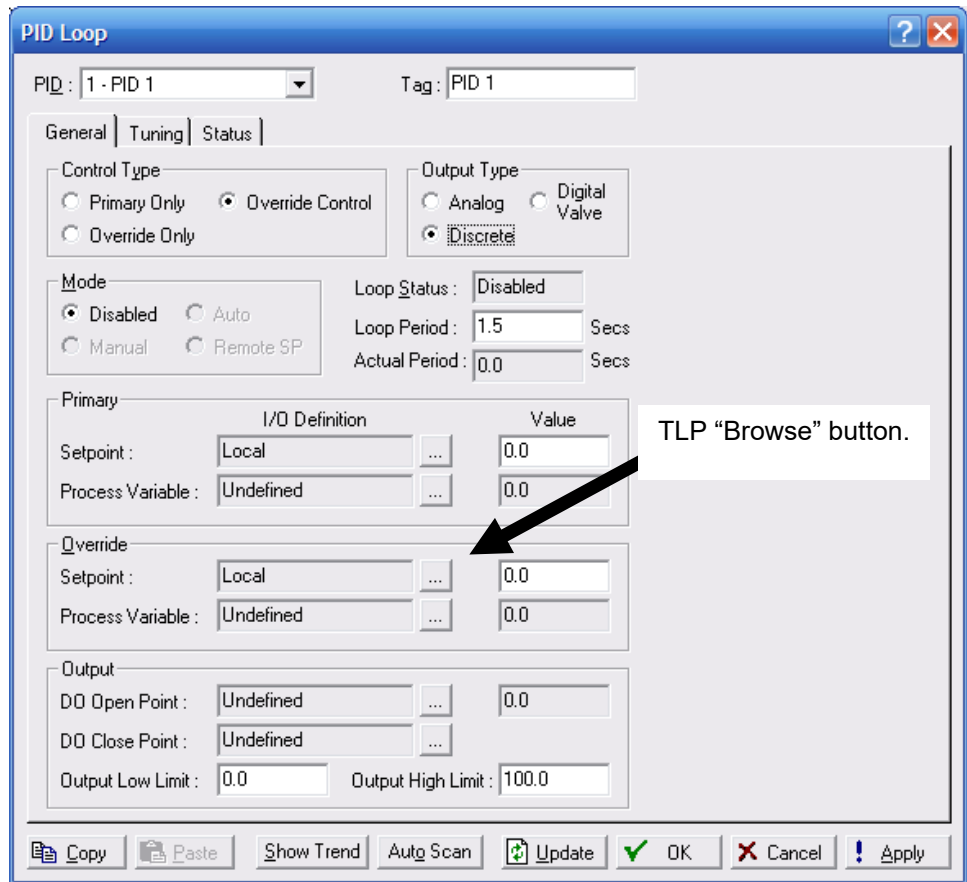 PID Loop
PID : 1 - PID 1 Tag : PID 1
General Tuning Status
Control Type Output Type
Primary Only Override Control Analog Digital Valve
Override Only Discrete
Mode Loop Status : Disabled
Disabled Auto Loop Period : 1.5 Secs
Manual Remote SP Actual Period : 0.0 Secs
Primary
I/O Definition Value
Setpoint : Local ... 0.0
Process Variable : Undefined ... 0.0
TLP “Browse” button.
Override
Setpoint : Local ... 0.0
Process Variable : Undefined ... 0.0
Output
DO Open Point : Undefined ... 0.0
DO Close Point : Undefined ...
Output Low Limit : 0.0 Output High Limit : 100.0
Copy Paste Show Trend Auto Scan Update OK Cancel ! Apply